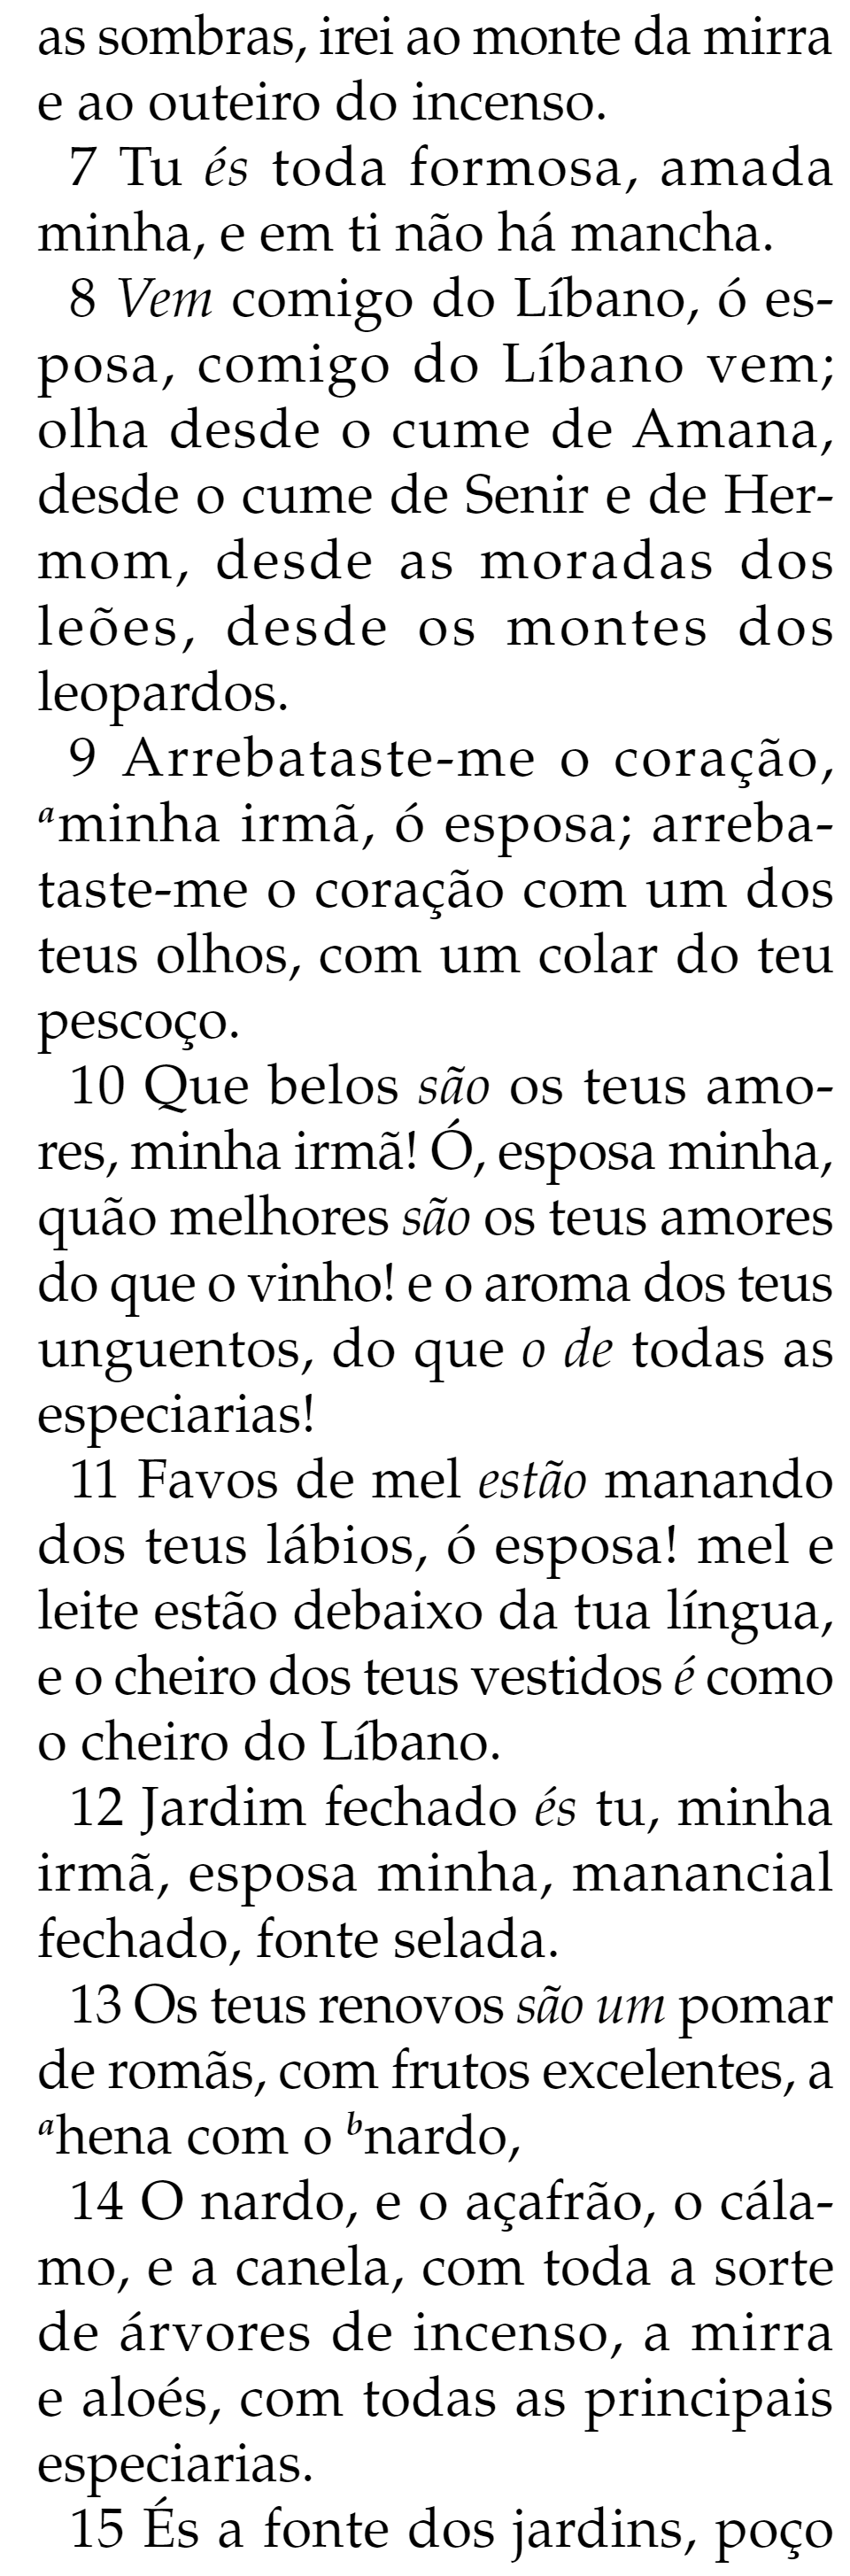 as sombras, irei ao monte da mirra
e ao outeiro do incenso.
7 Tu és toda formosa, amada
minha, e em ti não há mancha.
8 Vem comigo do Líbano, ó es-
posa, comigo do Líbano vem;
olha desde o cume de Amana,
desde o cume de Senir e de Her-
mom, desde as moradas dos
leões, desde os montes dos
leopardos.
9 Arrebataste-me o coração,
aminha irmã, ó esposa; arreba-
taste-me o coração com um dos
teus olhos, com um colar do teu
pescoço.
10 Que belos são os teus amo-
res, minha irmã! Ó, esposa minha,
quão melhores são os teus amores
do que o vinho! e o aroma dos teus
unguentos, do que o de todas as
especiarias!
11 Favos de mel estão manando
dos teus lábios, ó esposa! mel e
leite estão debaixo da tua língua,
e o cheiro dos teus vestidos é como
o cheiro do Líbano.
12 Jardim fechado és tu, minha
irmã, esposa minha, manancial
fechado, fonte selada.
13 Os teus renovos são um pomar
de romãs, com frutos excelentes, a
ahena com o bnardo,
14 O nardo, e o açafrão, o cála-
mo, e a canela, com toda a sorte
de árvores de incenso, a mirra
e aloés, com todas as principais
especiarias.
15 És a fonte dos jardins, poço